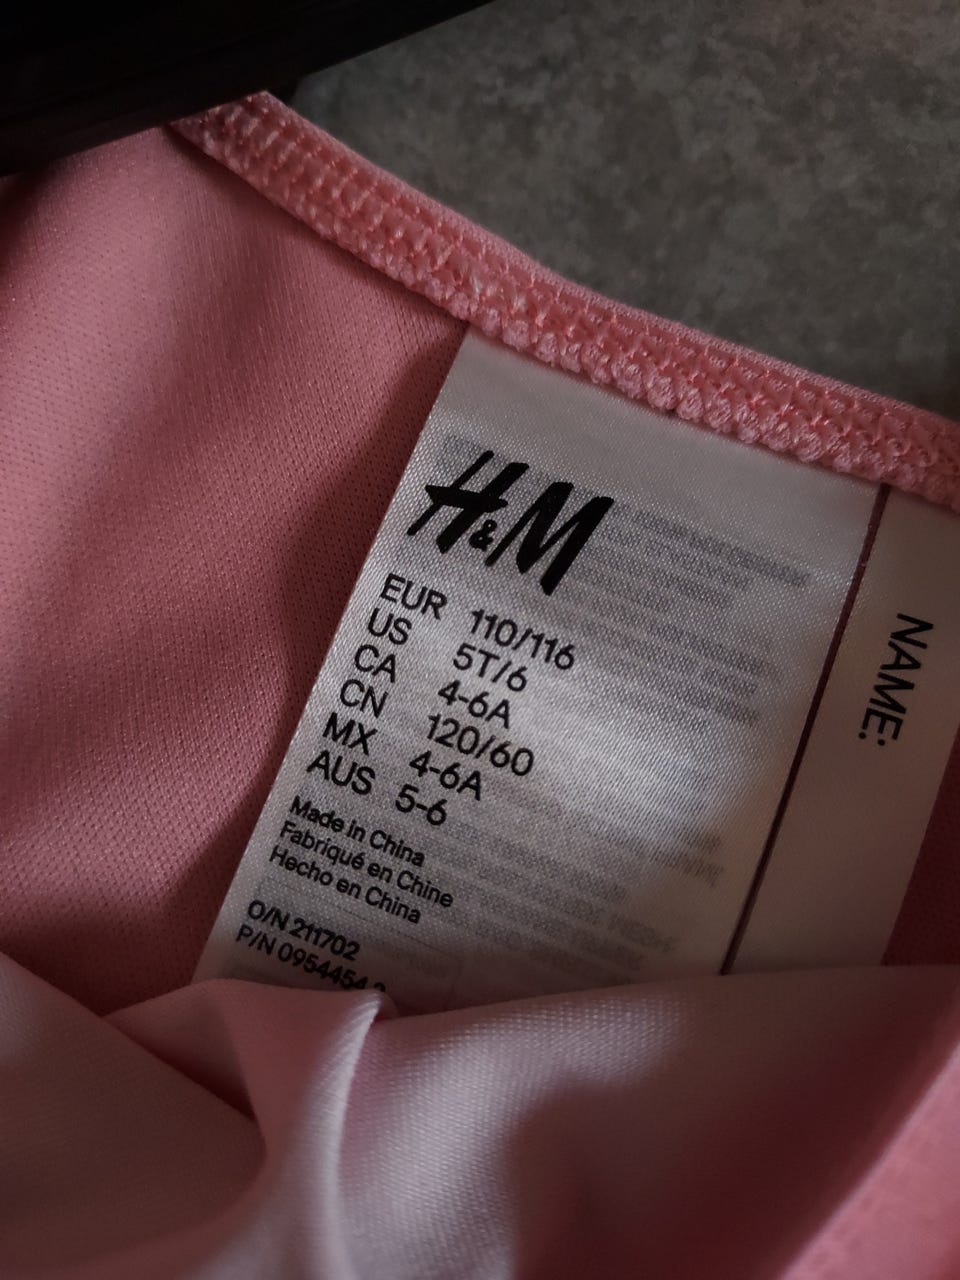 H&M
EUR 110/116
US 5T/6
CA 4-6A
CN 120/60
MX 4-6A
AUS 5-6
Made in China
Fabriqué en Chine
Hecho en China
O/N 211702
P/N 0954454
NAME: